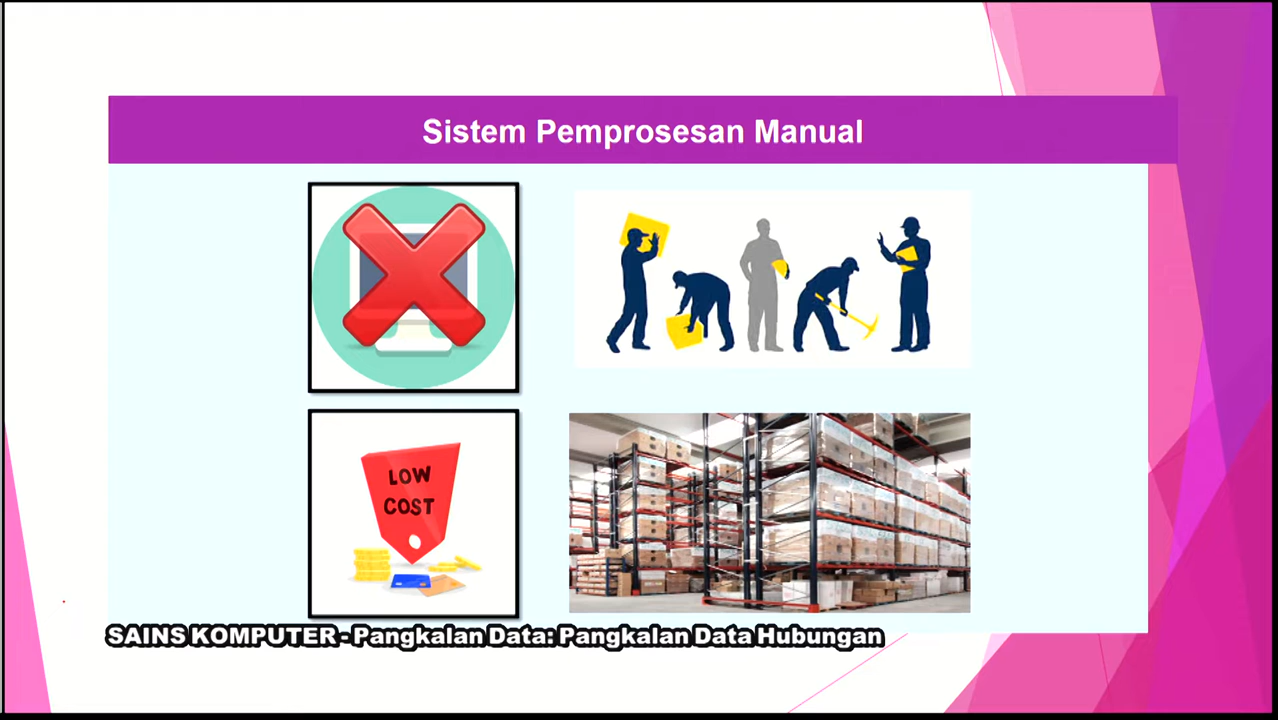 Sistem Pemprosesan Manual
LOW
COST
SAINS KOMPUTER - Pangkalan Data: Pangkalan Data Hubungan